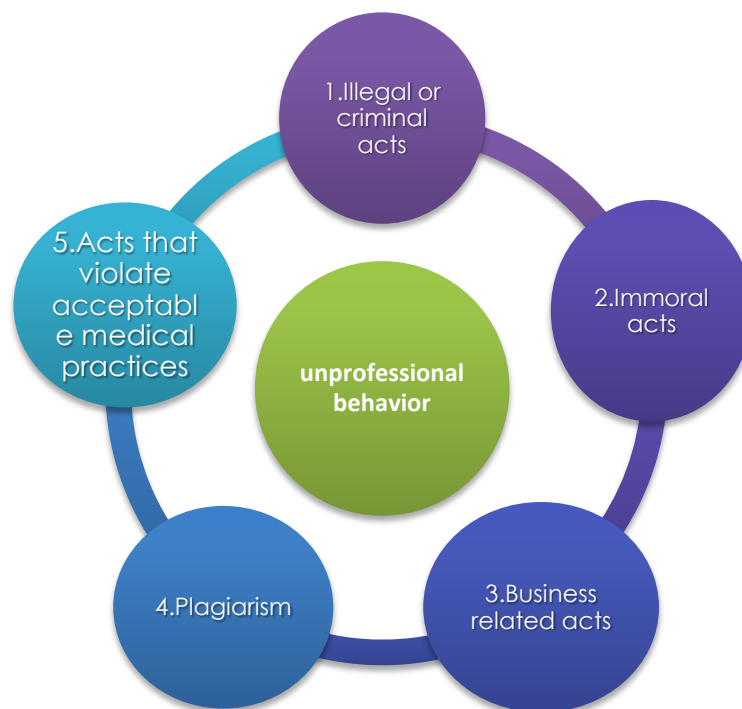 1.Illegal or
criminal
acts
2.Immoral
acts
3.Business
related acts
4.Plagiarism
5.Acts that
violate
acceptabl
e medical
practices
unprofessional
behavior